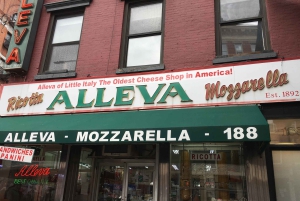 ALLEVA
Alleva of Little Italy The Oldest Cheese Shop in America!
Ricotta ALLEVA Mozzarella
Est. 1892
ALLEVA - MOZZARELLA - 188
SANDWICHES
PANINI
RICOTTA
Alleva